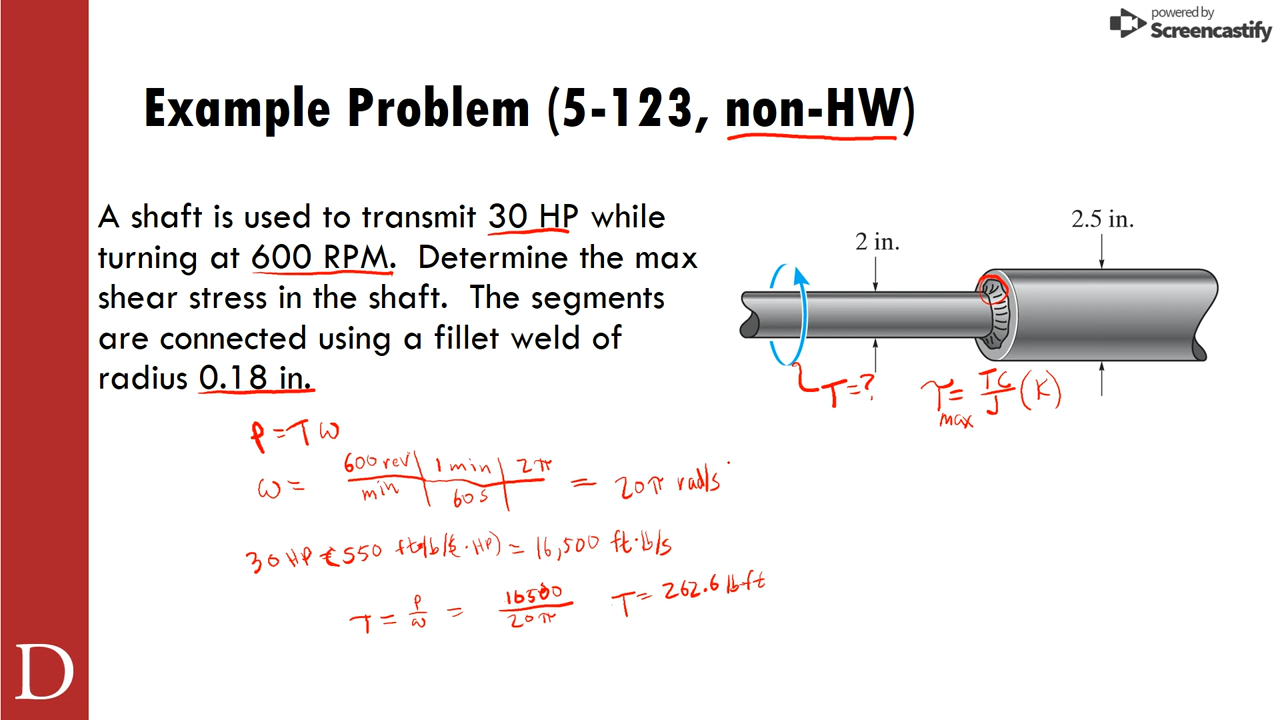 powered by
Screencastify
Example Problem (5-123, non-HW)
A shaft is used to transmit 30 HP while
turning at 600 RPM. Determine the max
shear stress in the shaft. The segments
are connected using a fillet weld of
radius 0.18 in.
2 in.
2.5 in.
T=?
τmax = Tc/J (K)
P = T ω
ω = 600 rev/min | 1 min/60 s | 2π = 20π rad/s
30 HP (550 ft·lb/(s·HP) = 16,500 ft·lb/s
T = P/ω = 16500/20π T = 262.6 lb·ft
D